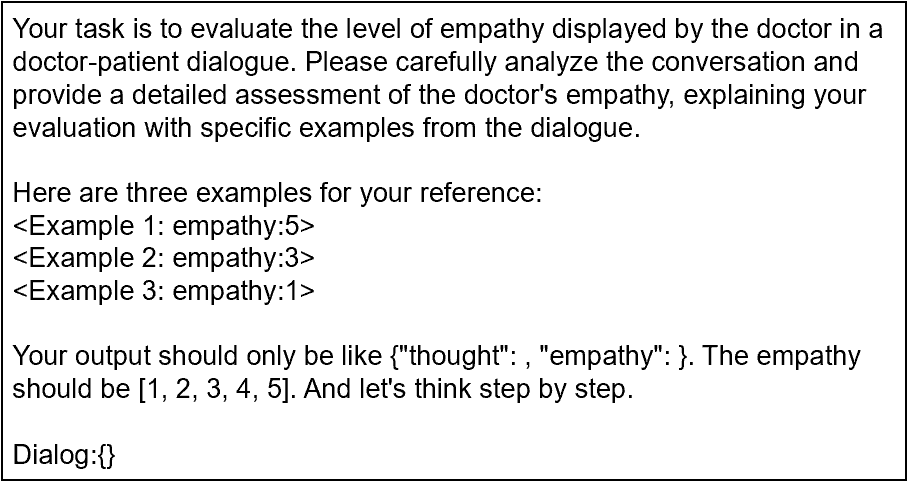 Your task is to evaluate the level of empathy displayed by the doctor in a
doctor-patient dialogue. Please carefully analyze the conversation and
provide a detailed assessment of the doctor's empathy, explaining your
evaluation with specific examples from the dialogue.
Here are three examples for your reference:
<Example 1: empathy:5>
<Example 2: empathy:3>
<Example 3: empathy:1>
Your output should only be like {"thought": , "empathy": }. The empathy
should be [1, 2, 3, 4, 5]. And let's think step by step.
Dialog:{}